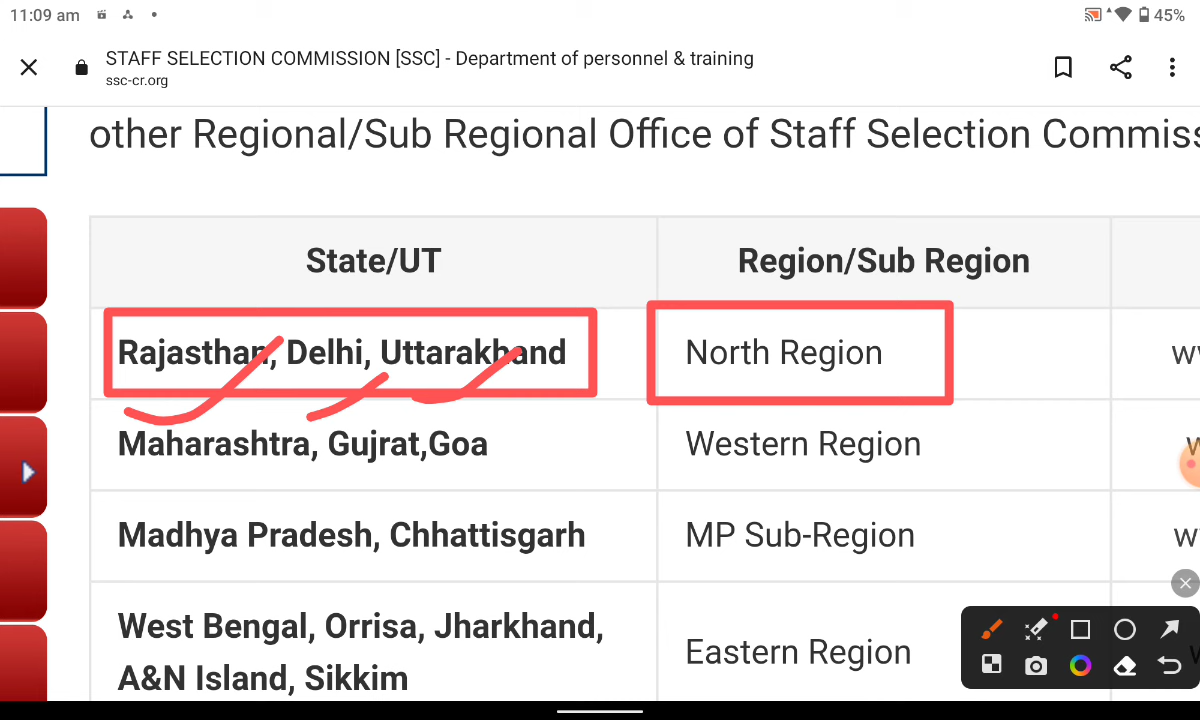 11:09 am
45%
STAFF SELECTION COMMISSION [SSC] - Department of personnel & training
ssc-cr.org
other Regional/Sub Regional Office of Staff Selection
State/UT
Region/Sub Region
Rajasthan, Delhi, Uttarakhand
North Region
Maharashtra, Gujrat,Goa
Western Region
Madhya Pradesh, Chhattisgarh
MP Sub-Region
West Bengal, Orrisa, Jharkhand,
A&N Island, Sikkim
Eastern Region